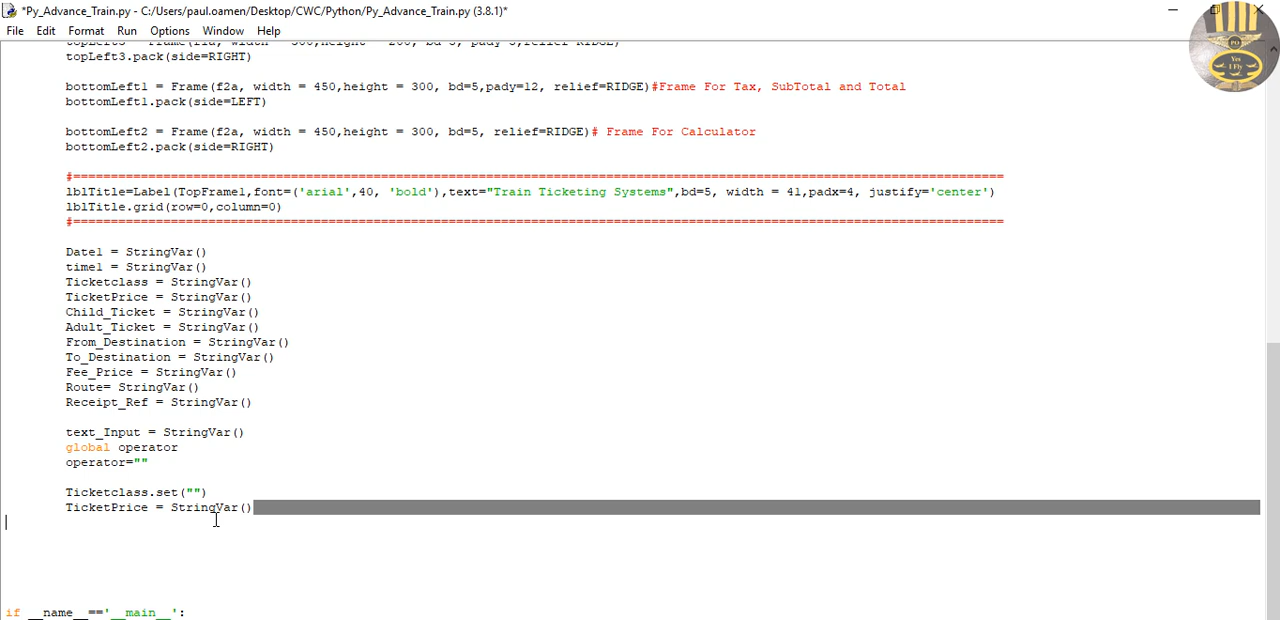 *Py_Advance_Train.py - C:/Users/paul.oamen/Desktop/CWC/Python/Py_Advance_Train.py (3.8.1)*
File Edit Format Run Options Window Help
topLeft3.pack(side=RIGHT)
bottomLeft1 = Frame(f2a, width = 450,height = 300, bd=5,pady=12, relief=RIDGE)#Frame For Tax, SubTotal and Total
bottomLeft1.pack(side=LEFT)
bottomLeft2 = Frame(f2a, width = 450,height = 300, bd=5, relief=RIDGE)# Frame For Calculator
bottomLeft2.pack(side=RIGHT)
#============================================================================================================================
lblTitle=Label(TopFrame1,font=('arial',40, 'bold'),text="Train Ticketing Systems",bd=5, width = 41,padx=4, justify='center')
lblTitle.grid(row=0,column=0)
#============================================================================================================================
Date1 = StringVar()
time1 = StringVar()
Ticketclass = StringVar()
TicketPrice = StringVar()
Child_Ticket = StringVar()
Adult_Ticket = StringVar()
From_Destination = StringVar()
To_Destination = StringVar()
Fee_Price = StringVar()
Route= StringVar()
Receipt_Ref = StringVar()
text_Input = StringVar()
global operator
operator=""
Ticketclass.set("")
TicketPrice = StringVar()
if __name__=='__main__':
PO
Yes
I Fly